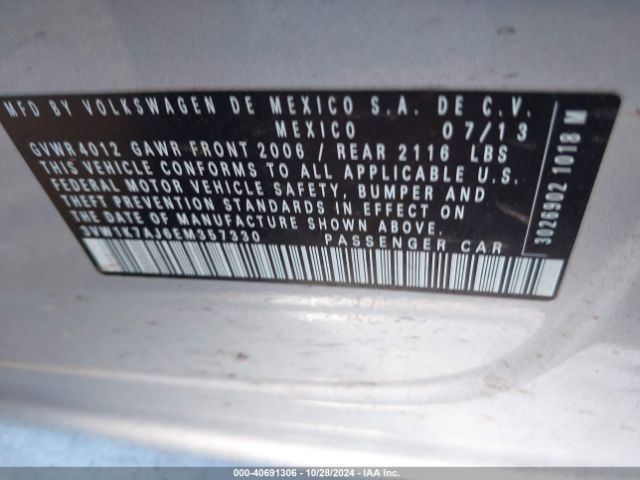 MFD BY VOLKSWAGEN DE MEXICO S.A. DE C.V.
MEXICO 07/13
GVWR 4012 GAWR FRONT 2006 / REAR 2116 LBS
THIS VEHICLE CONFORMS TO ALL APPLICABLE U.S.
FEDERAL MOTOR VEHICLE SAFETY, BUMPER AND
THEFT PREVENTION STANDARDS IN EFFECT ON
THE DATE OF MANUFACTURE SHOWN ABOVE.
3VW1K7AJ6EM357330 PASSENGER CAR
3D26902 1018 M
000-40691306 | 10/28/2024 | IAA Inc.